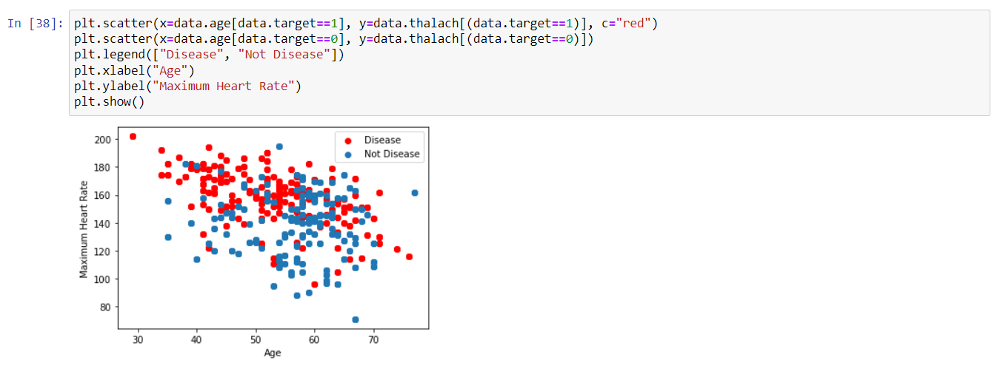 In [38]: plt.scatter(x=data.age[data.target==1], y=data.thalach[(data.target==1)], c="red")
plt.scatter(x=data.age[data.target==0], y=data.thalach[(data.target==0)])
plt.legend(["Disease", "Not Disease"])
plt.xlabel("Age")
plt.ylabel("Maximum Heart Rate")
plt.show()
Disease
Not Disease
200
180
160
140
120
100
80
Maximum Heart Rate
30 40 50 60 70
Age